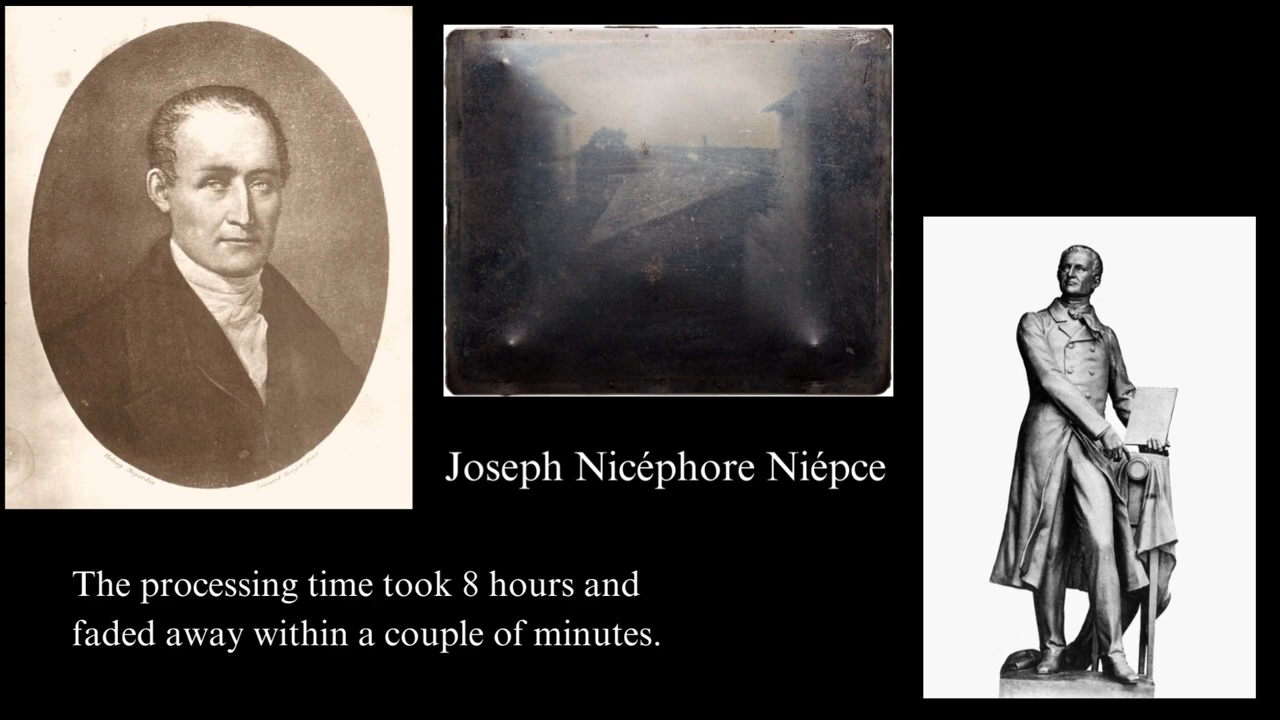 Joseph Nicéphore Niépce
The processing time took 8 hours and
faded away within a couple of minutes.